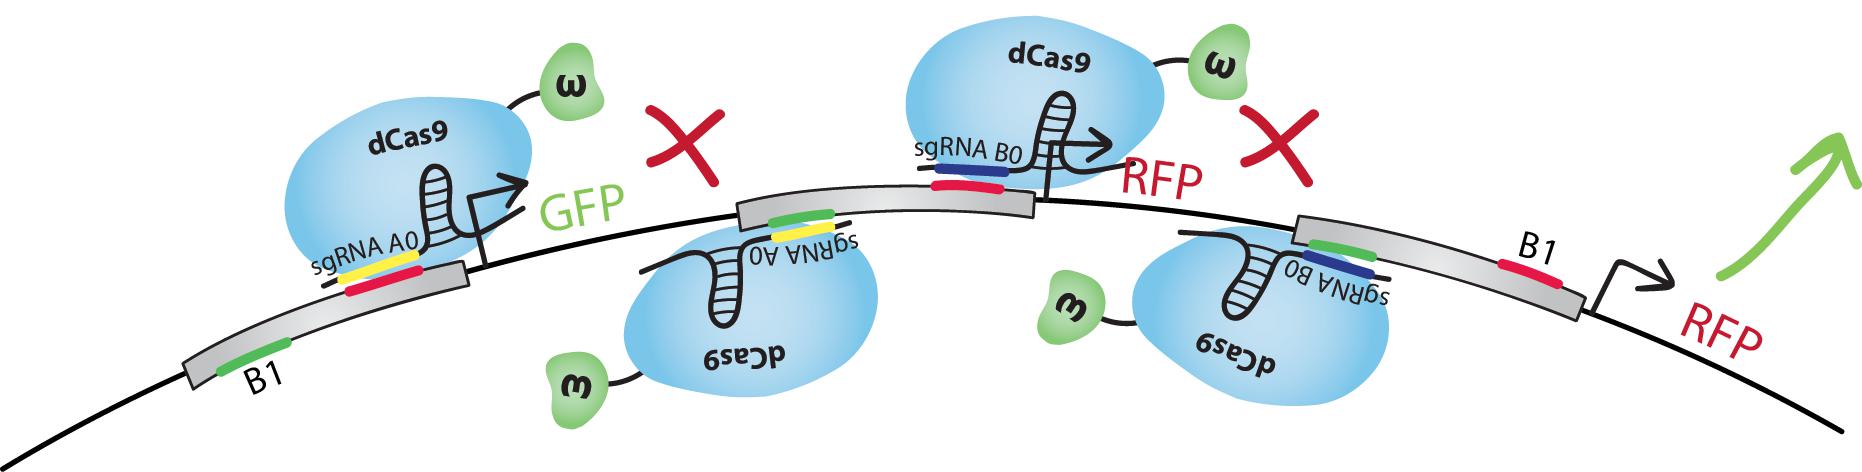 dCas9
ω
sgRNA A0
GFP
B1
sgRNA A0
dCas9
ω
dCas9
ω
sgRNA B0
RFP
sgRNA B0
dCas9
ω
B1
RFP